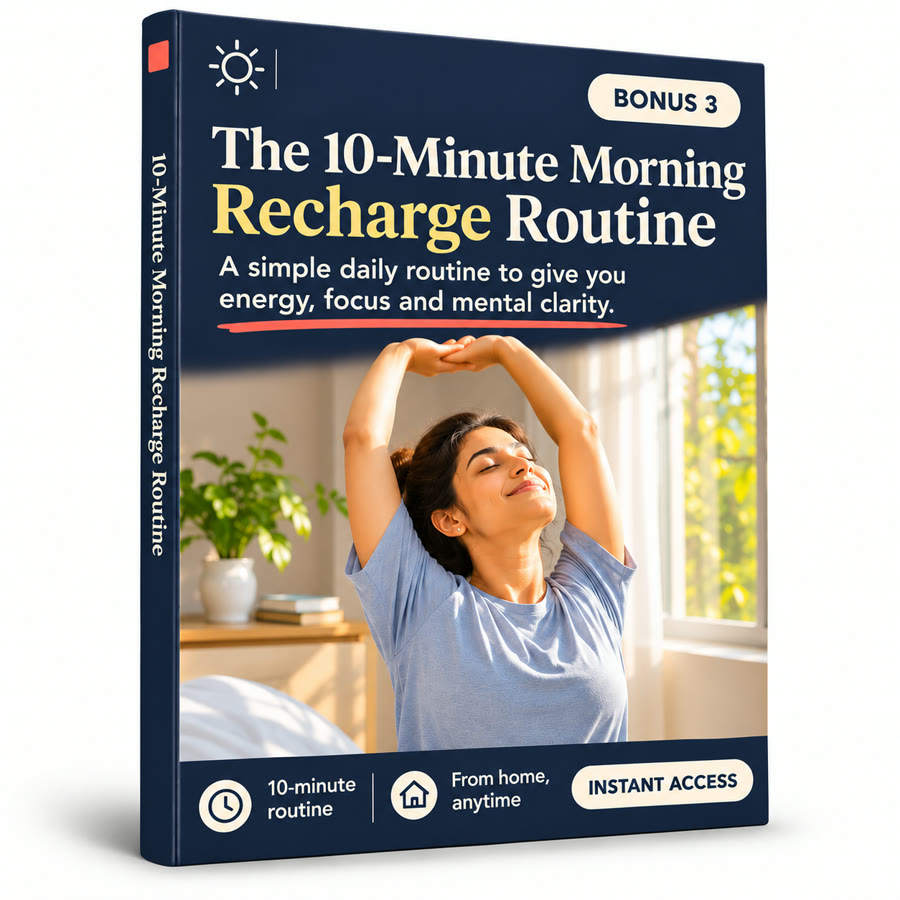 BONUS 3
The 10-Minute Morning
Recharge Routine
A simple daily routine to give you
energy, focus and mental clarity.
10-Minute Morning Recharge Routine
10-minute
routine
From home,
anytime
INSTANT ACCESS